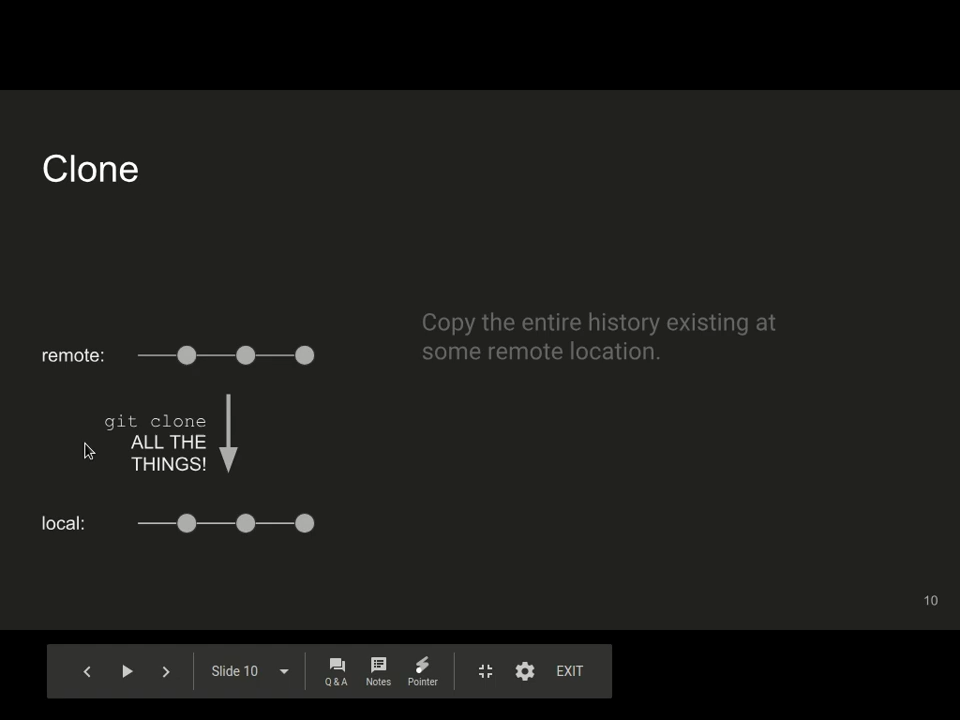 Clone
Copy the entire history existing at
some remote location.
remote:
git clone
ALL THE
THINGS!
local:
10
Slide 10
Q & A
Notes
Pointer
EXIT